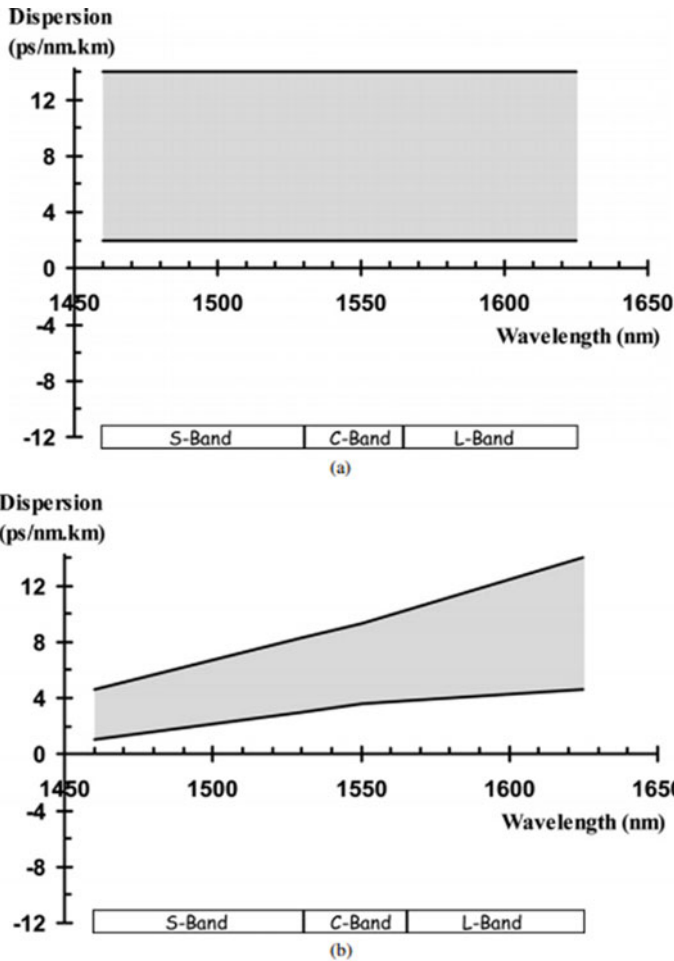 Dispersion
(ps/nm.km)
12
8
4
0
1450 1500 1550 1600 1650
-4
Wavelength (nm)
-8
-12
S-Band C-Band L-Band
(a)
Dispersion
(ps/nm.km)
12
8
4
0
1450 1500 1550 1600 1650
-4
Wavelength (nm)
-8
-12
S-Band C-Band L-Band
(b)